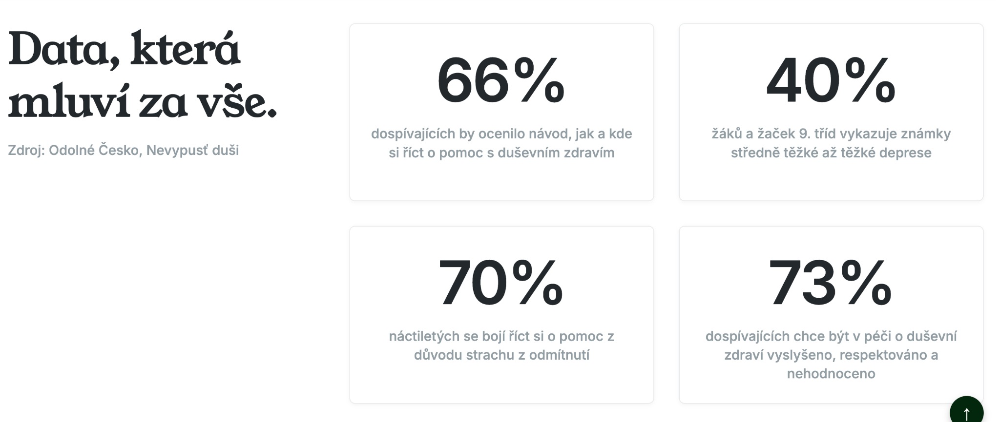 Data, která
mluví za vše.
Zdroj: Odolné Česko, Nevypusť duši
66%
dospívajících by ocenilo návod, jak a kde
si říct o pomoc s duševním zdravím
40%
žáků a žaček 9. tříd vykazuje známky
středně těžké až těžké deprese
70%
náctiletých se bojí říct si o pomoc z
důvodu strachu z odmítnutí
73%
dospívajících chce být v péči o duševní
zdraví vyslyšeno, respektováno a
nehodnoceno
↑